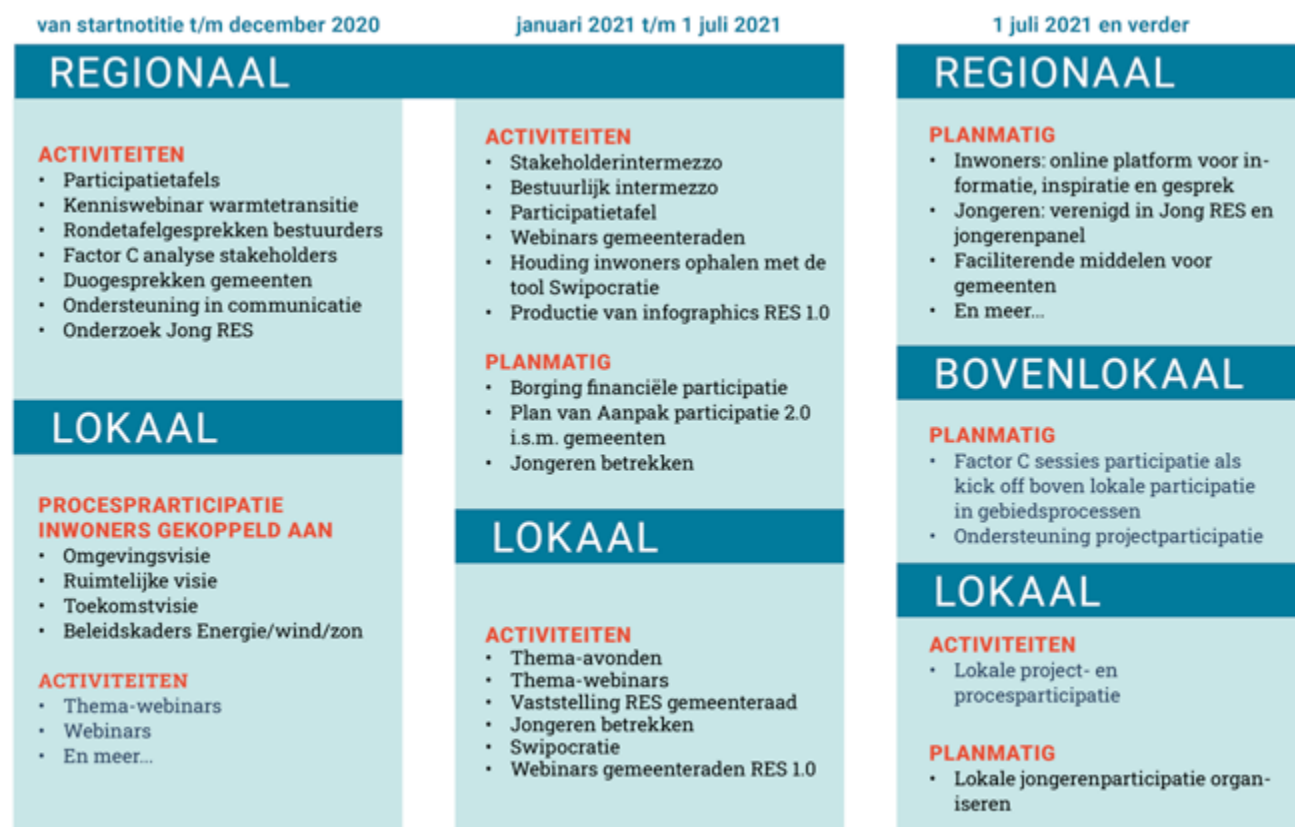 van startnotitie t/m december 2020
REGIONAAL
ACTIVITEITEN
• Participatietafels
• Kenniswebinar warmtetransitie
• Rondetafelgesprekken bestuurders
• Factor C analyse stakeholders
• Duogesprekken gemeenten
• Ondersteuning in communicatie
• Onderzoek Jong RES
LOKAAL
PROCESPRARTICIPATIE
INWONERS GEKOPPELD AAN
• Omgevingsvisie
• Ruimtelijke visie
• Toekomstvisie
• Beleidskaders Energie/wind/zon
ACTIVITEITEN
• Thema-webinars
• Webinars
• En meer...
januari 2021 t/m 1 juli 2021
ACTIVITEITEN
• Stakeholderintermezzo
• Bestuurlijk intermezzo
• Participatietafel
• Webinars gemeenteraden
• Houding inwoners ophalen met de
tool Swipocratie
• Productie van infographics RES 1.0
PLANMATIG
• Borging financiële participatie
• Plan van Aanpak participatie 2.0
i.s.m. gemeenten
• Jongeren betrekken
LOKAAL
ACTIVITEITEN
• Thema-avonden
• Thema-webinars
• Vaststelling RES gemeenteraad
• Jongeren betrekken
• Swipocratie
• Webinars gemeenteraden RES 1.0
1 juli 2021 en verder
REGIONAAL
PLANMATIG
• Inwoners: online platform voor in-
formatie, inspiratie en gesprek
• Jongeren: verenigd in Jong RES en
jongerenpanel
• Faciliterende middelen voor
gemeenten
• En meer...
BOVENLOKAAL
PLANMATIG
• Factor C sessies participatie als
kick off boven lokale participatie
in gebiedsprocessen
• Ondersteuning projectparticipatie
LOKAAL
ACTIVITEITEN
• Lokale project- en
procesparticipatie
PLANMATIG
• Lokale jongerenparticipatie organ-
iseren